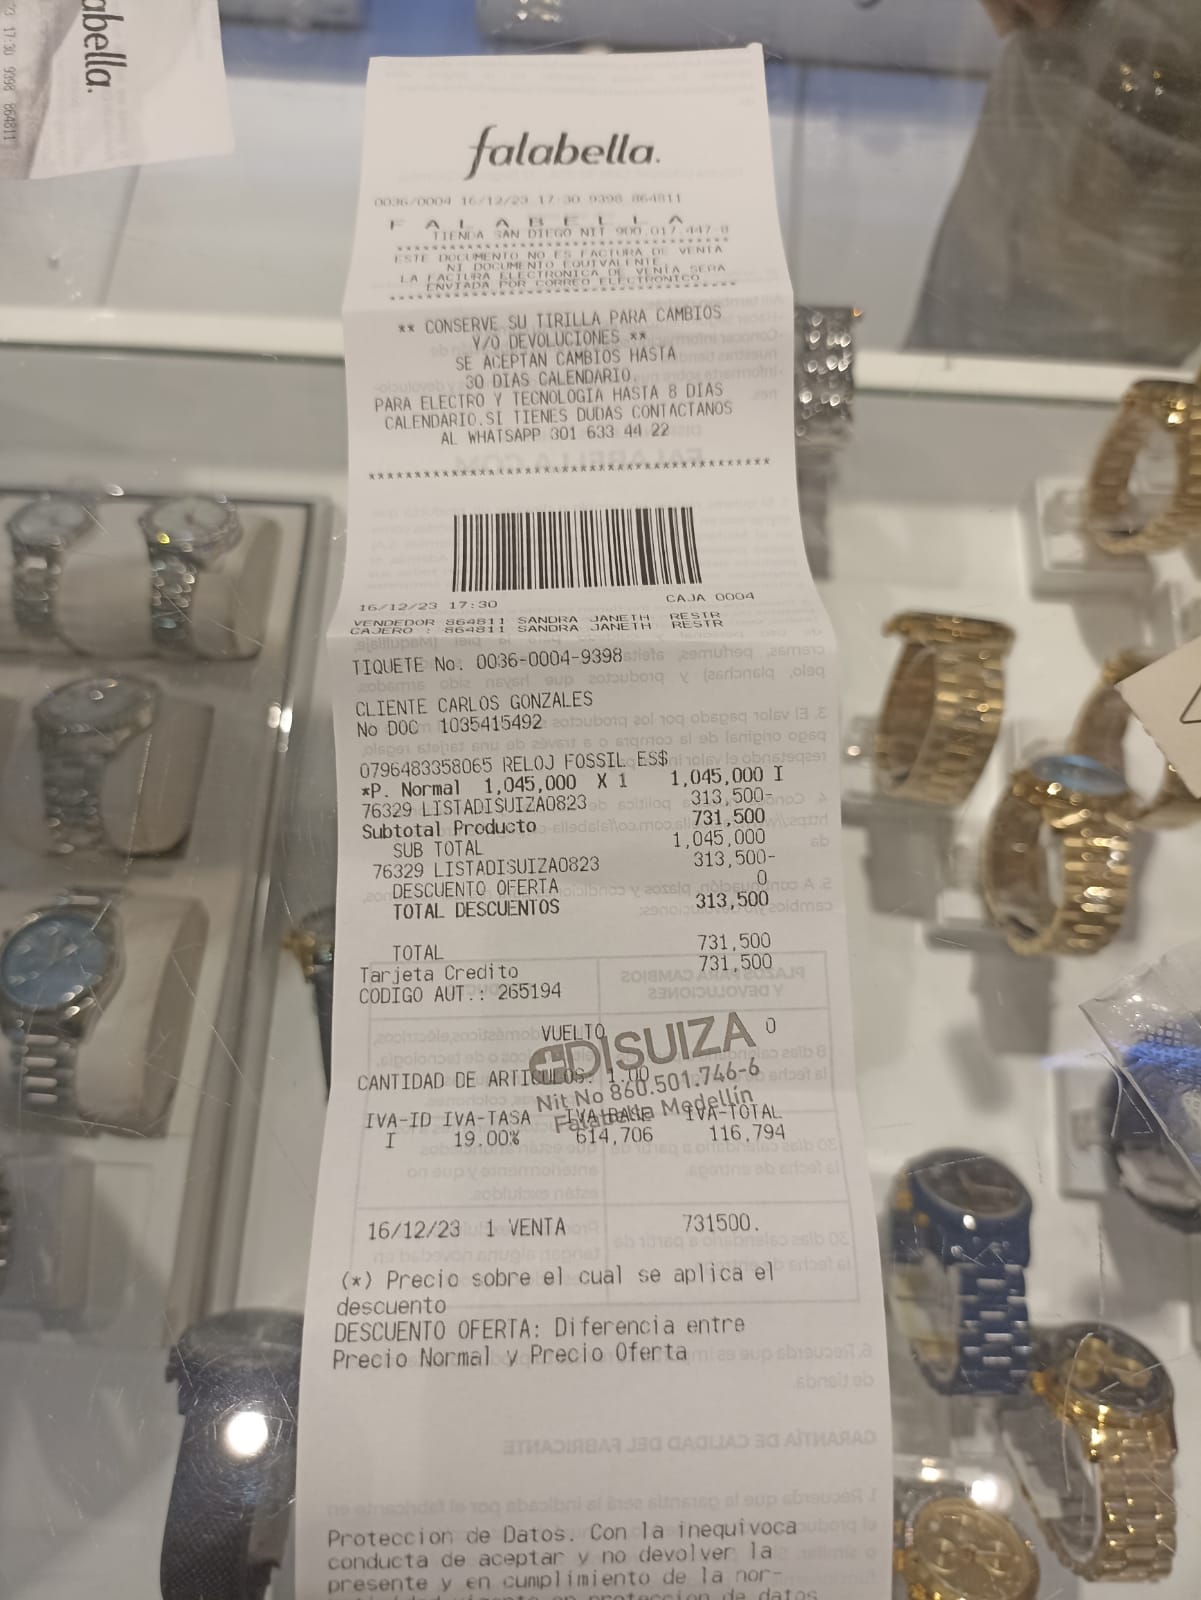 abella.
73 17:30 9398 864811
falabella.
0036/0004 16/12/23 17:30 9398 864811
F A L A B E L L A
TIENDA SAN DIEGO NIT 900.017.447-8
****************************************
ESTE DOCUMENTO NO ES FACTURA DE VENTA
NI DOCUMENTO EQUIVALENTE
LA FACTURA ELECTRONICA DE VENTA SERA
ENVIADA POR CORREO ELECTRONICO
****************************************
** CONSERVE SU TIRILLA PARA CAMBIOS
Y/O DEVOLUCIONES **
SE ACEPTAN CAMBIOS HASTA
30 DIAS CALENDARIO.
PARA ELECTRO Y TECNOLOGIA HASTA 8 DIAS
CALENDARIO.SI TIENES DUDAS CONTACTANOS
AL WHATSAPP 301 633 44 22
****************************************
16/12/23 17:30 CAJA 0004
VENDEDOR 864811 SANDRA JANETH RESTR
CAJERO : 864811 SANDRA JANETH RESTR
TIQUETE No. 0036-0004-9398
CLIENTE CARLOS GONZALES
No DOC 1035415492
0796483358065 RELOJ FOSSIL ES$
*P. Normal 1,045,000 X 1 1,045,000 I
76329 LISTADISUIZA0823 313,500-
Subtotal Producto 731,500
SUB TOTAL 1,045,000
76329 LISTADISUIZA0823 313,500-
DESCUENTO OFERTA 0
TOTAL DESCUENTOS 313,500
TOTAL 731,500
Tarjeta Credito 731,500
CODIGO AUT.: 265194
VUELTO 0
DISUIZA
CANTIDAD DE ARTICULOS: 1.00
Nit No 860.501.746-6
Falabella Medellín
IVA-ID IVA-TASA IVA-BASE IVA-TOTAL
I 19.00% 614,706 116,794
16/12/23 1 VENTA 731500.
(*) Precio sobre el cual se aplica el
descuento
DESCUENTO OFERTA: Diferencia entre
Precio Normal y Precio Oferta
Proteccion de Datos. Con la inequivoca
conducta de aceptar y no devolver la
presente y en cumplimiento de la nor-